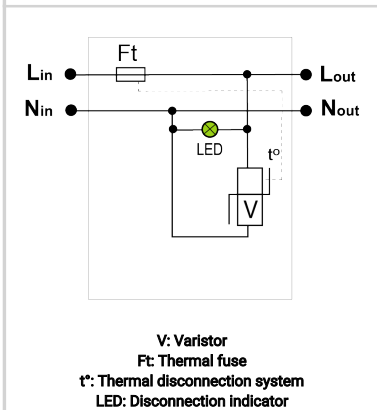 Ft
Lin
Lout
Nin
Nout
LED
t°
V
V: Varistor
Ft: Thermal fuse
t°: Thermal disconnection system
LED: Disconnection indicator